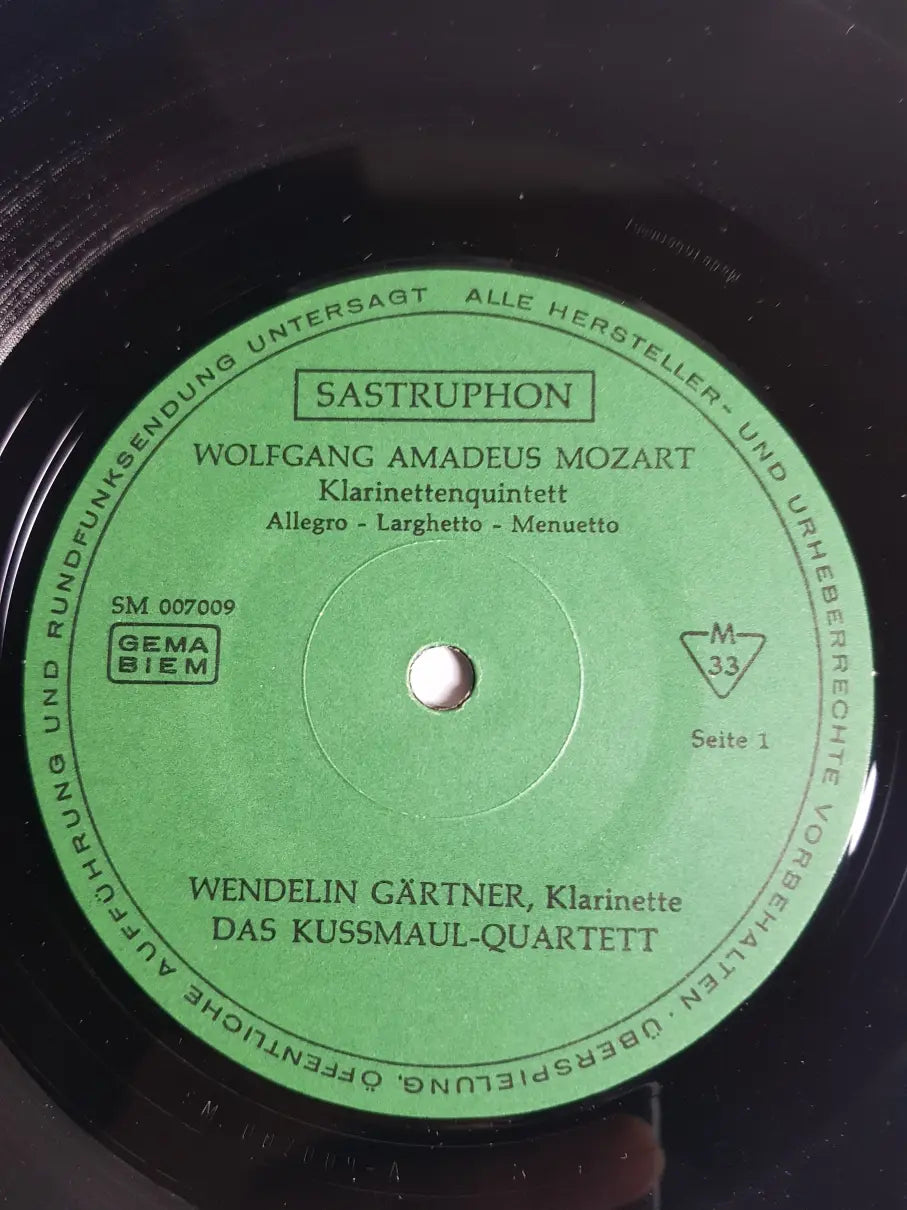 ALLE HERSTELLER- UND URHEBERRECHTE VORBEHALTEN · ÜBERSPIELUNG, ÖFFENTLICHE AUFFÜHRUNG UND RUNDFUNKSENDUNG UNTERSAGT
SASTRUPHON
WOLFGANG AMADEUS MOZART
Klarinettenquintett
Allegro - Larghetto - Menuetto
SM 007009
GEMA
BIEM
M
33
Seite 1
WENDELIN GÄRTNER, Klarinette
DAS KUSSMAUL-QUARTETT